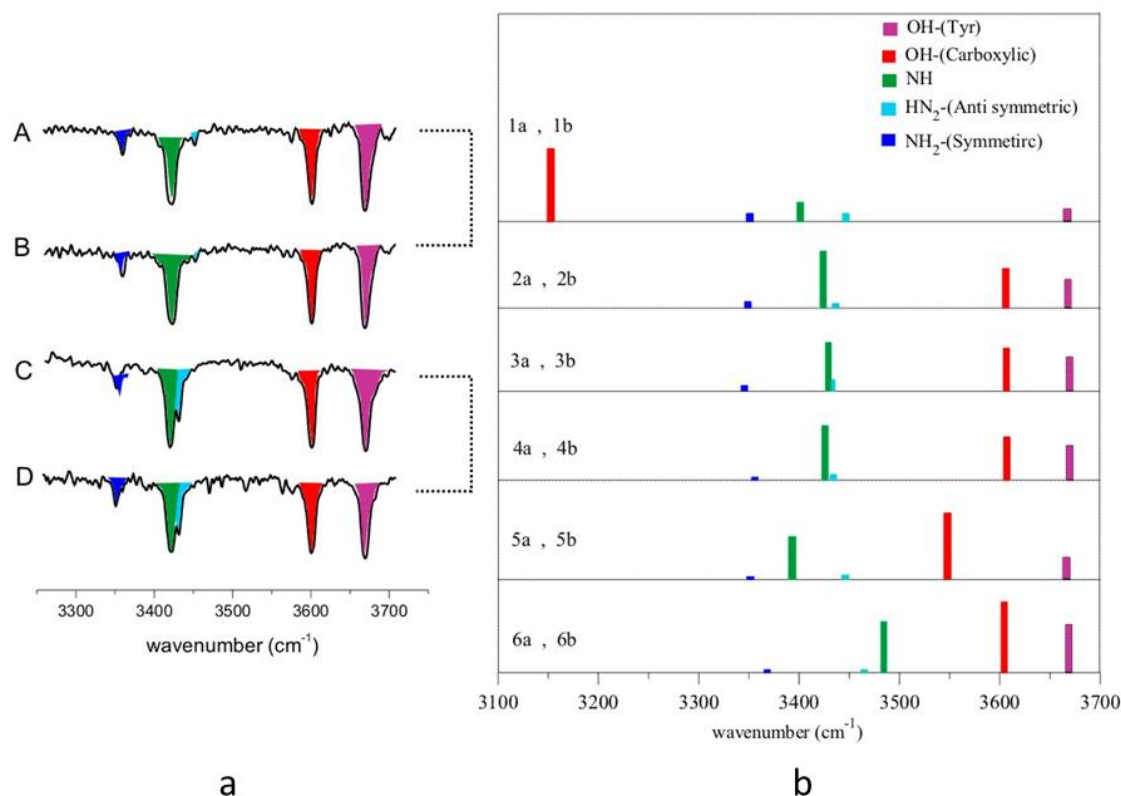 A
B
C
D
3300 3400 3500 3600 3700
wavenumber (cm-1)
a
OH-(Tyr)
OH-(Carboxylic)
NH
HN2-(Anti symmetric)
NH2-(Symmetirc)
1a , 1b
2a , 2b
3a , 3b
4a , 4b
5a , 5b
6a , 6b
3100 3200 3300 3400 3500 3600 3700
wavenumber (cm-1)
b